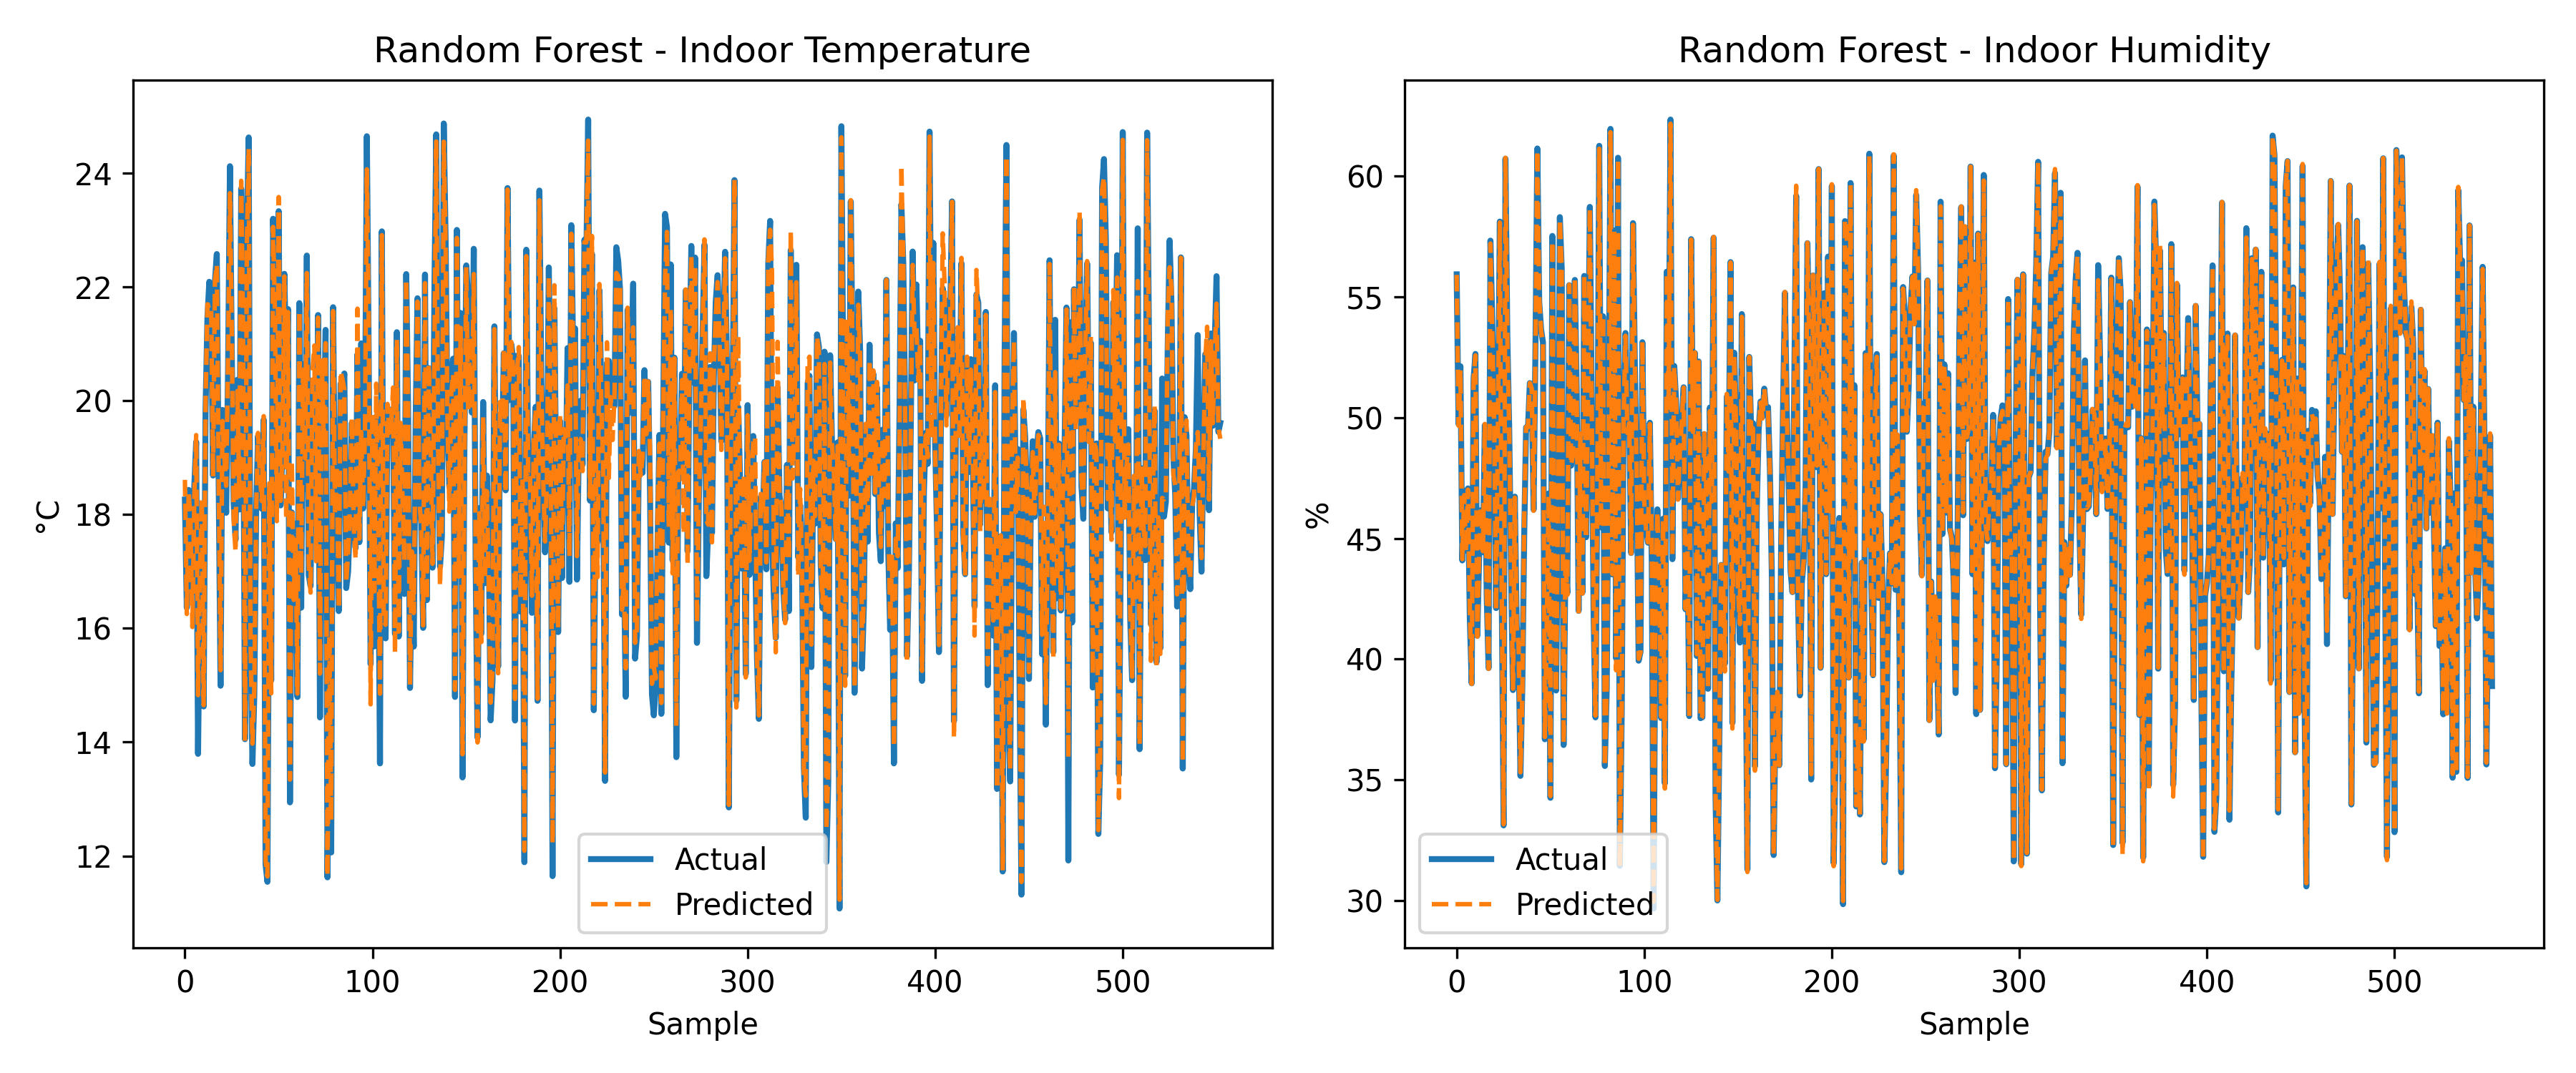 Random Forest - Indoor Temperature
°C
24
22
20
18
16
14
12
0 100 200 300 400 500
Sample
Actual
Predicted
Random Forest - Indoor Humidity
%
60
55
50
45
40
35
30
0 100 200 300 400 500
Sample
Actual
Predicted